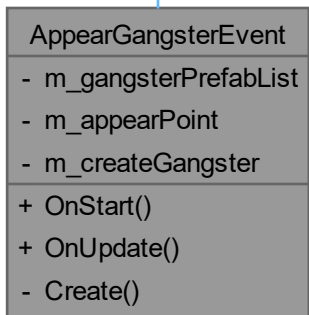 AppearGangsterEvent
- m_gangsterPrefabList
- m_appearPoint
- m_createGangster
+ OnStart()
+ OnUpdate()
- Create()